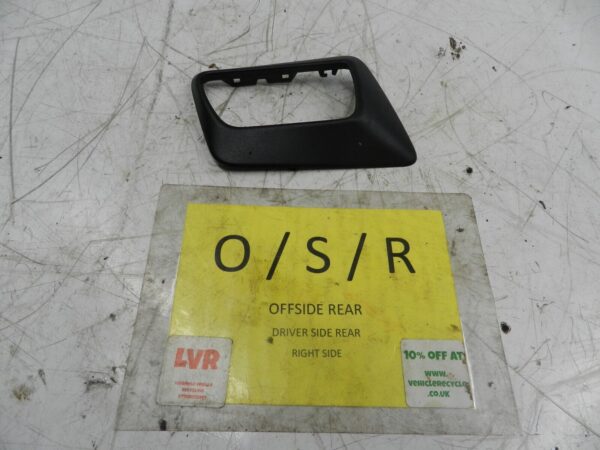 O / S / R
OFFSIDE REAR
DRIVER SIDE REAR
RIGHT SIDE
LVR
10% OFF AT
WWW.
VEHICLERECYCL
.CO.UK